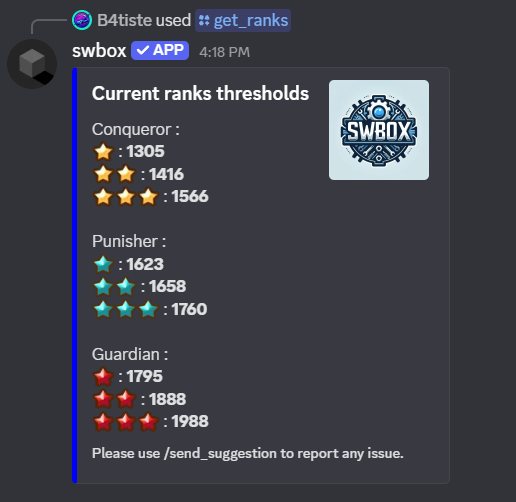 B4tiste used get_ranks
swbox APP 4:18 PM
Current ranks thresholds
SWBOX
Conqueror :
: 1305
: 1416
: 1566
Punisher :
: 1623
: 1658
: 1760
Guardian :
: 1795
: 1888
: 1988
Please use /send_suggestion to report any issue.